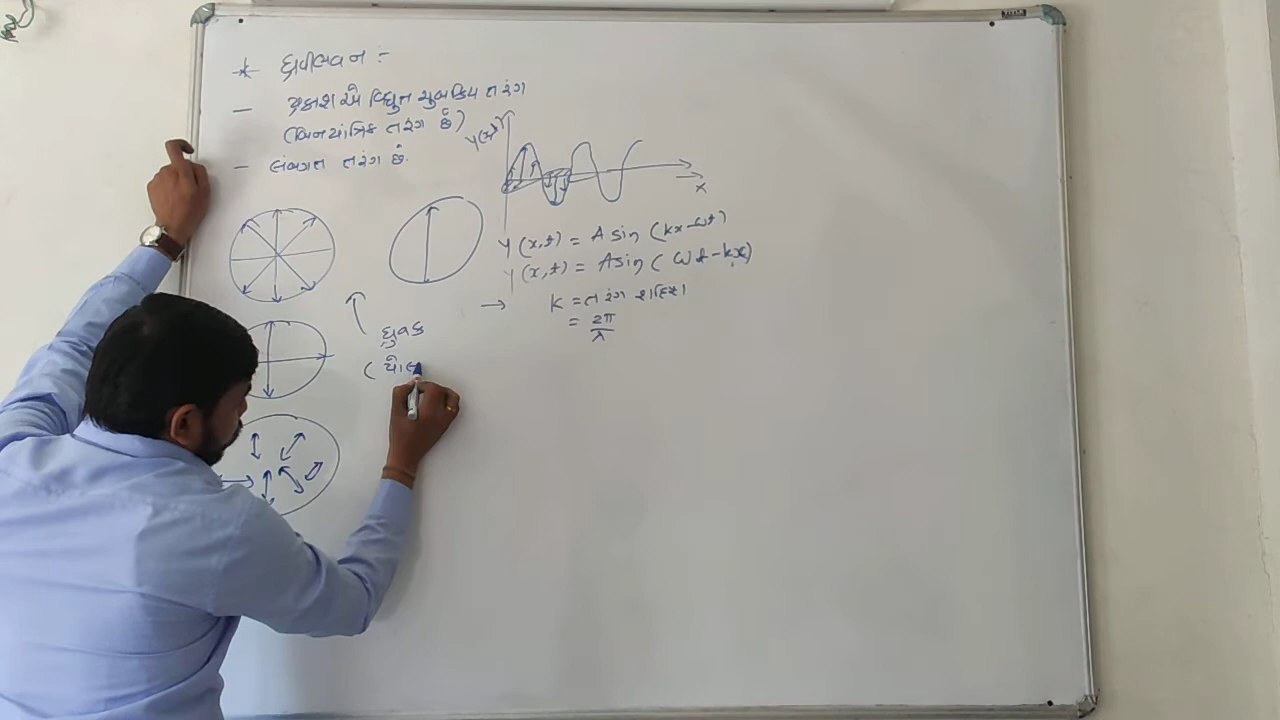 * ધ્રુવીભવન :-
- પ્રકાશ એ વિદ્યુત ચુંબકિય તરંગ
(બિનયાંત્રિક તરંગ છે)
- લંબગત તરંગ છે.
y(x,t)
x
y(x,t) = A sin (kx-ωt)
y(x,t) = A sin (ωt-kx)
→ k = તરંગ સદિશ
= 2π/λ
ધ્રુવક
(પોલ